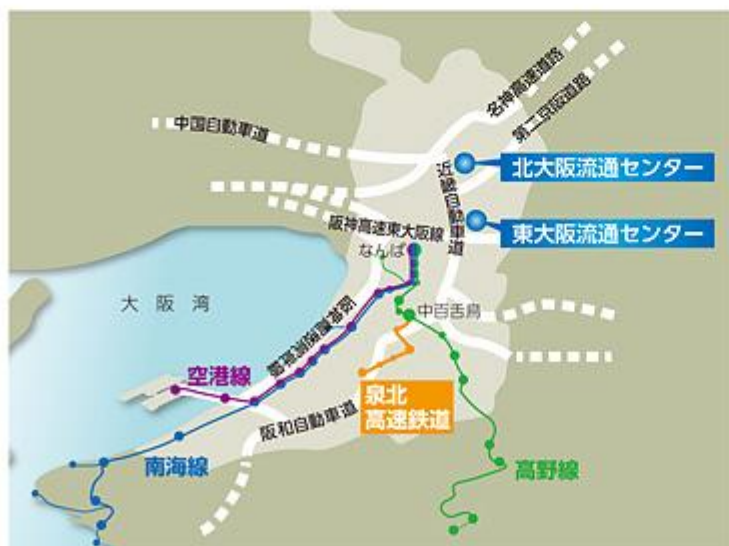 名神高速道路
第二京阪道路
中国自動車道
北大阪流通センター
近畿自動車道
阪神高速東大阪線
東大阪流通センター
なんば
大阪湾
中百舌鳥
空港線
泉北
高速鉄道
阪和自動車道
南海線
高野線